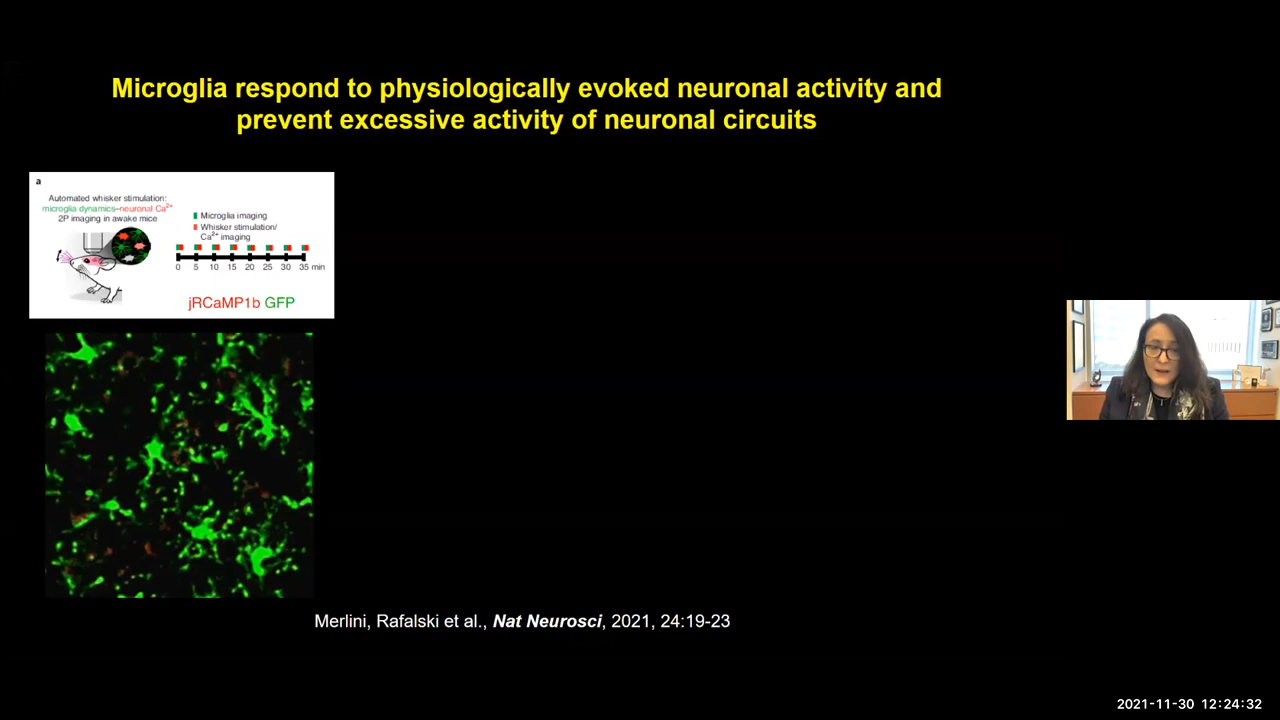 Microglia respond to physiologically evoked neuronal activity and
prevent excessive activity of neuronal circuits
a
Automated whisker stimulation:
microglia dynamics–neuronal Ca²⁺
2P imaging in awake mice
Microglia imaging
Whisker stimulation/
Ca²⁺ imaging
0 5 10 15 20 25 30 35 min
jRCaMP1b GFP
Merlini, Rafalski et al., Nat Neurosci, 2021, 24:19-23
2021-11-30 12:24:32